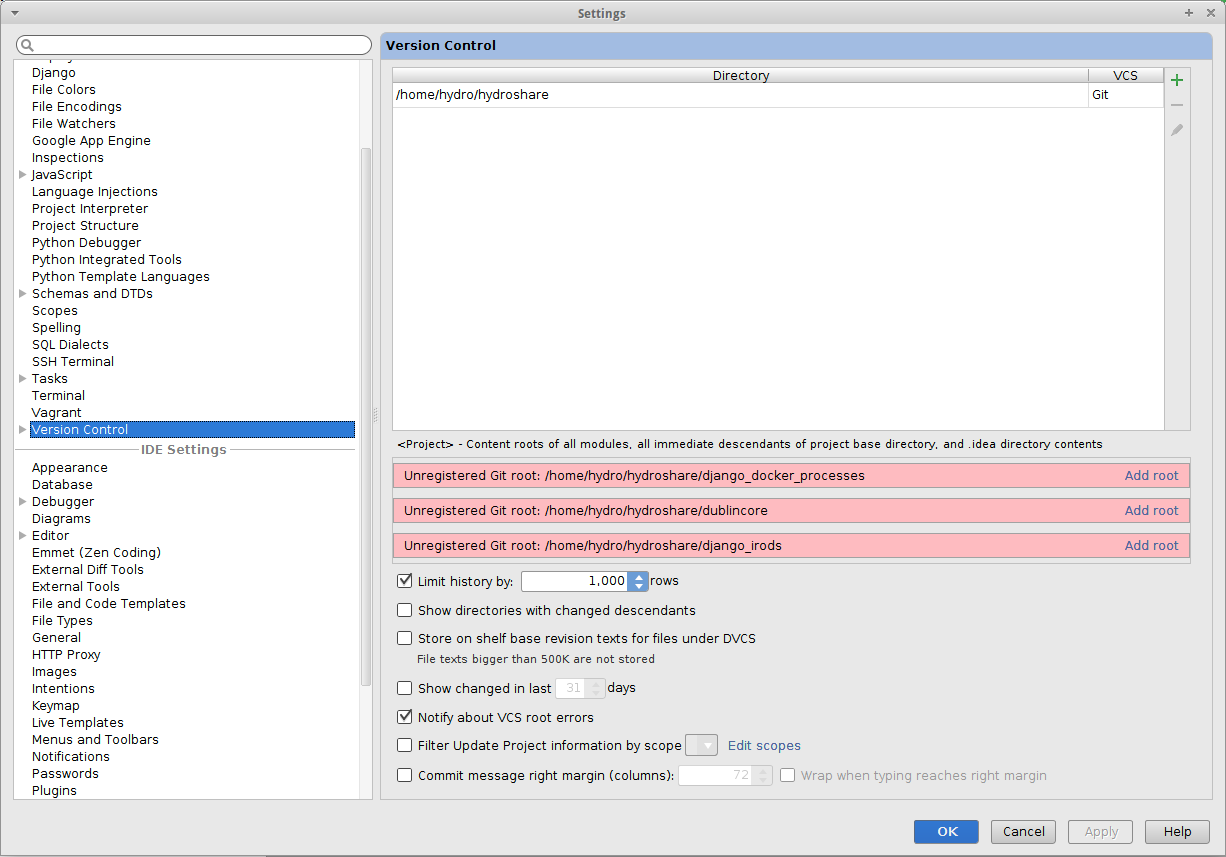 Settings
Django
File Colors
File Encodings
File Watchers
Google App Engine
Inspections
JavaScript
Language Injections
Project Interpreter
Project Structure
Python Debugger
Python Integrated Tools
Python Template Languages
Schemas and DTDs
Scopes
Spelling
SQL Dialects
SSH Terminal
Tasks
Terminal
Vagrant
Version Control
IDE Settings
Appearance
Database
Debugger
Diagrams
Editor
Emmet (Zen Coding)
External Diff Tools
External Tools
File and Code Templates
File Types
General
HTTP Proxy
Images
Intentions
Keymap
Live Templates
Menus and Toolbars
Notifications
Passwords
Plugins
Version Control
Directory VCS
/home/hydro/hydroshare Git
<Project> - Content roots of all modules, all immediate descendants of project base directory, and .idea directory contents
Unregistered Git root: /home/hydro/hydroshare/django_docker_processes Add root
Unregistered Git root: /home/hydro/hydroshare/dublincore Add root
Unregistered Git root: /home/hydro/hydroshare/django_irods Add root
Limit history by: 1,000 rows
Show directories with changed descendants
Store on shelf base revision texts for files under DVCS
File texts bigger than 500K are not stored
Show changed in last 31 days
Notify about VCS root errors
Filter Update Project information by scope Edit scopes
Commit message right margin (columns): 72 Wrap when typing reaches right margin
OK Cancel Apply Help